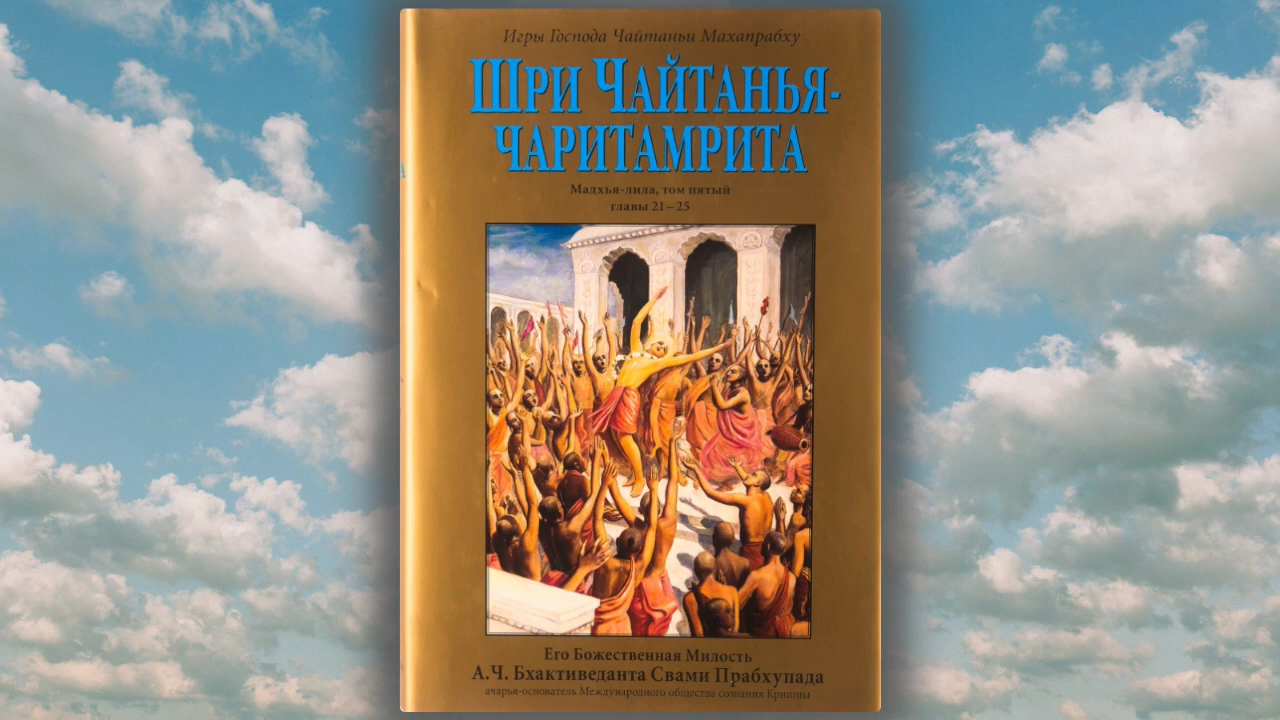 Игры Господа Чайтаньи Махапрабху
Шри Чайтанья-
чаритамрита
Мадхья-лила, том пятый
главы 21–25
Его Божественная Милость
А.Ч. Бхактиведанта Свами Прабхупада
ачарья-основатель Международного общества сознания Кришны